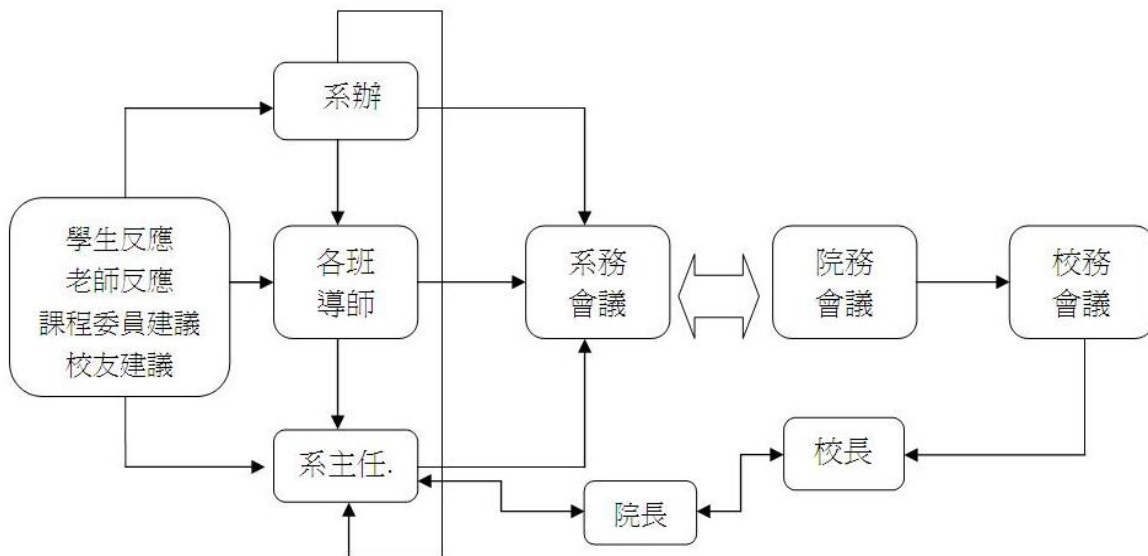 系辦
學生反應
老師反應
課程委員建議
校友建議
各班
導師
系務
會議
院務
會議
校務
會議
系主任.
院長
校長